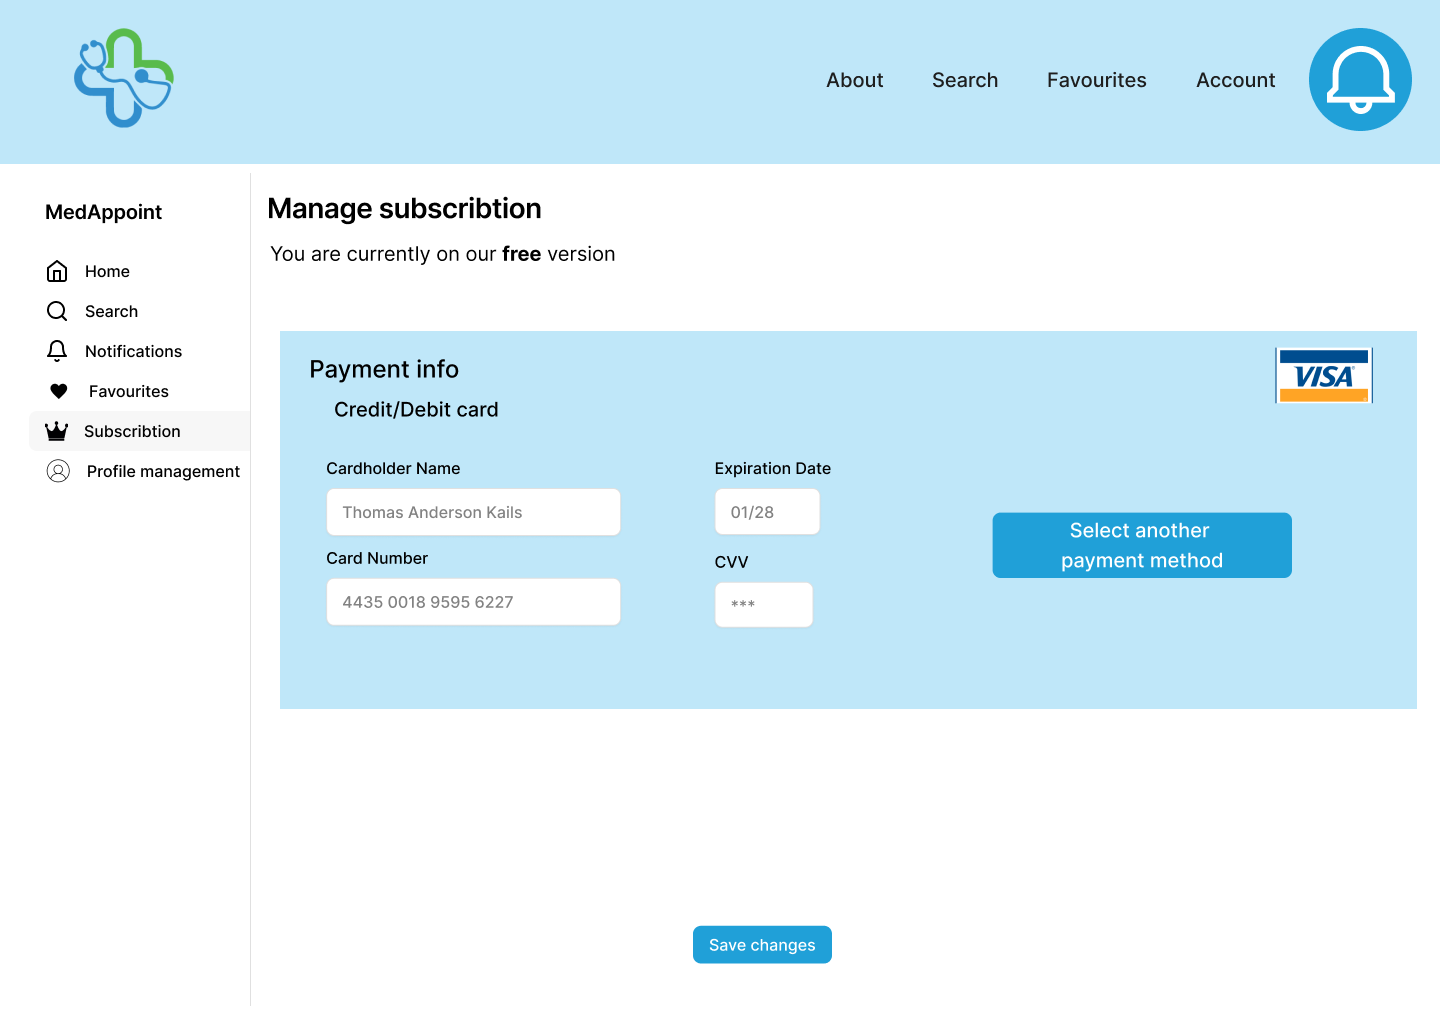 About
Search
Favourites
Account
MedAppoint
Home
Search
Notifications
Favourites
Subscribtion
Profile management
Manage subscribtion
You are currently on our free version
Payment info
VISA
Credit/Debit card
Cardholder Name
Thomas Anderson Kails
Card Number
4435 0018 9595 6227
Expiration Date
01/28
CVV
***
Select another
payment method
Save changes